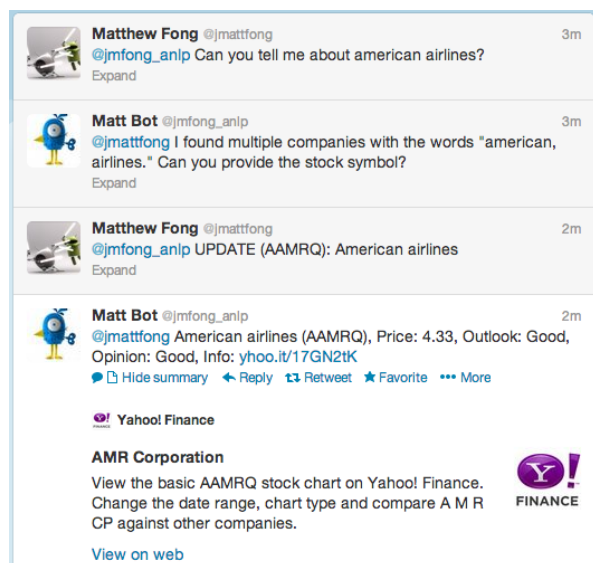 Matthew Fong @jmattfong 3m
@jmfong_anlp Can you tell me about american airlines?
Expand
Matt Bot @jmfong_anlp 3m
@jmattfong I found multiple companies with the words "american,
airlines." Can you provide the stock symbol?
Expand
Matthew Fong @jmattfong 2m
@jmfong_anlp UPDATE (AAMRQ): American airlines
Expand
Matt Bot @jmfong_anlp 2m
@jmattfong American airlines (AAMRQ), Price: 4.33, Outlook: Good,
Opinion: Good, Info: yhoo.it/17GN2tK
Hide summary Reply Retweet Favorite More
Yahoo! Finance
AMR Corporation
View the basic AAMRQ stock chart on Yahoo! Finance.
Change the date range, chart type and compare A M R
CP against other companies.
Y!
FINANCE
View on web